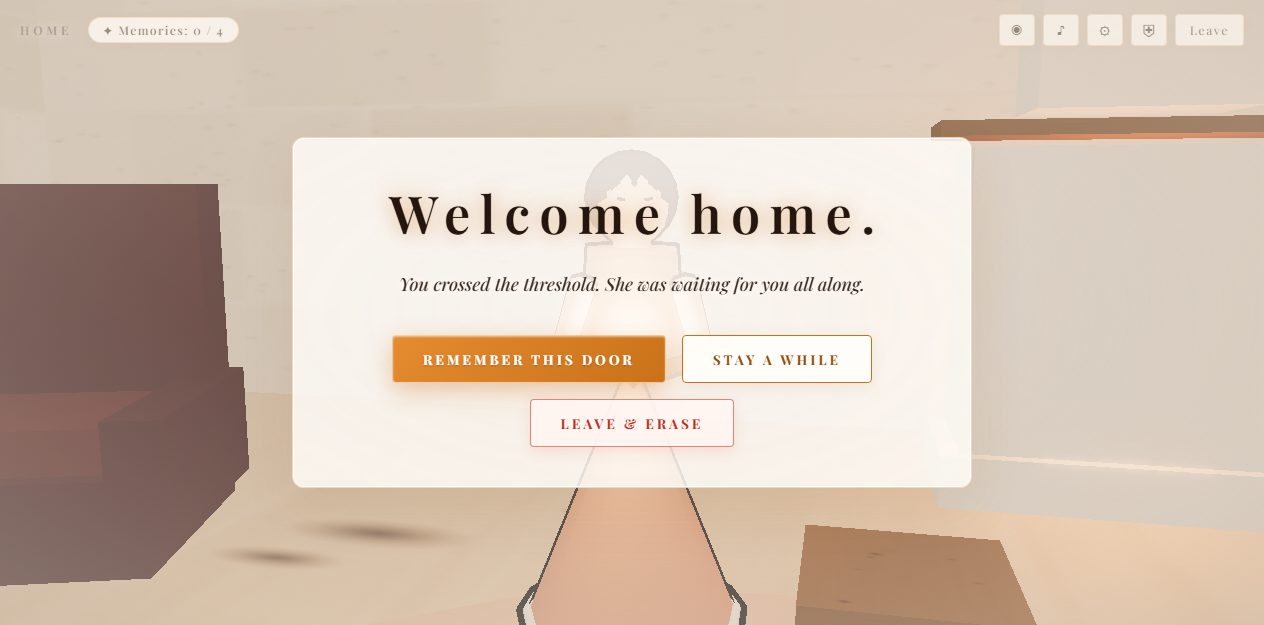 HOME
✦ Memories: 0 / 4
Leave
Welcome home.
You crossed the threshold. She was waiting for you all along.
REMEMBER THIS DOOR
STAY A WHILE
LEAVE & ERASE